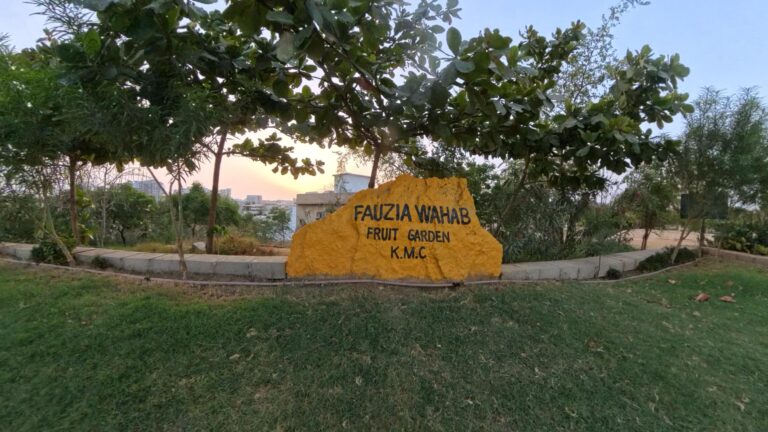 FAUZIA WAHAB
FRUIT GARDEN
K.M.C